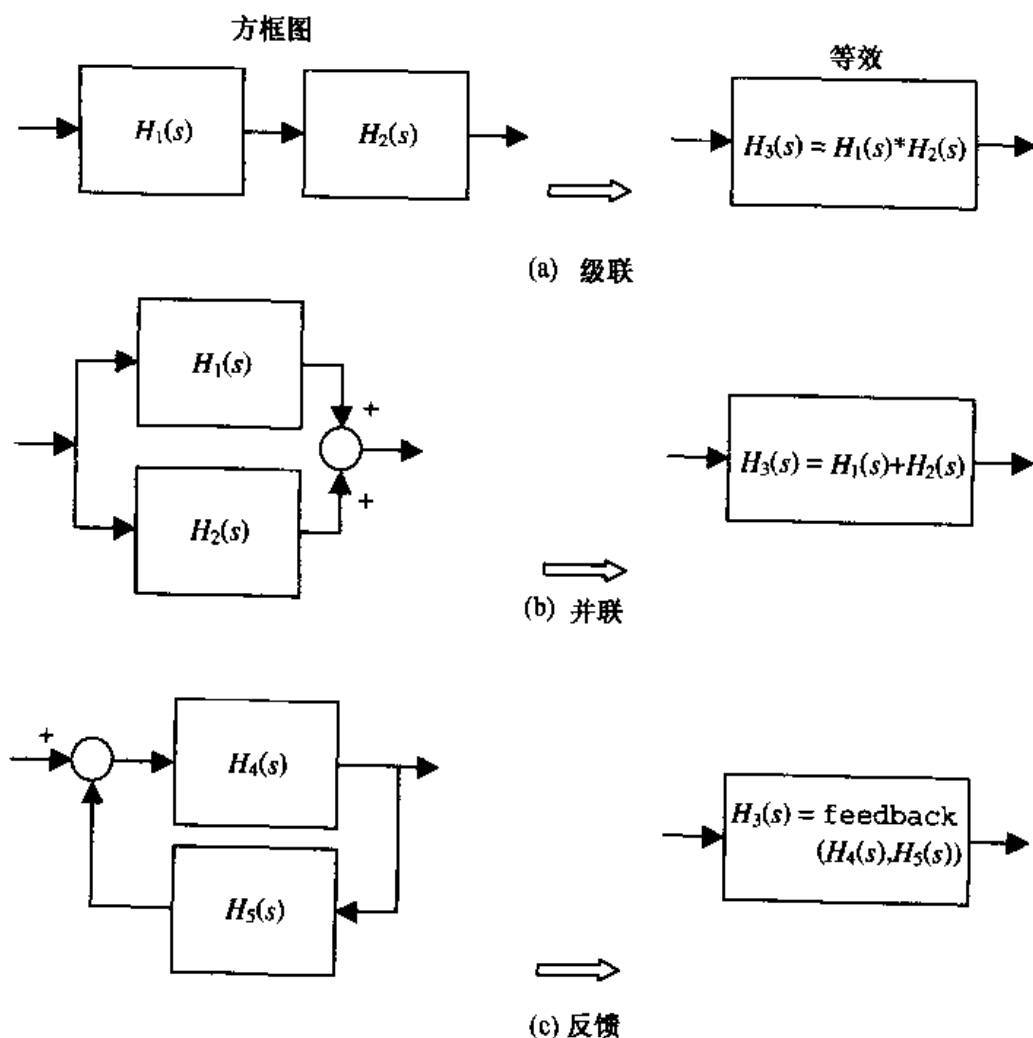 方框图
等效
H₁(s)
H₂(s)
H₃(s) = H₁(s)*H₂(s)
(a) 级联
H₁(s)
+
H₂(s)
+
H₃(s) = H₁(s)+H₂(s)
(b) 并联
+
H₄(s)
H₅(s)
H₃(s) = feedback
(H₄(s),H₅(s))
(c) 反馈